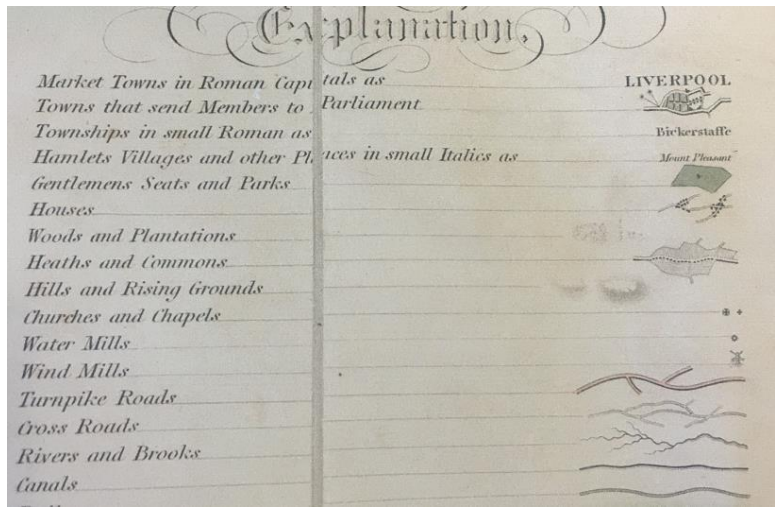 Explanation,
Market Towns in Roman Capitals as LIVERPOOL
Towns that send Members to Parliament
Townships in small Roman as Bickerstaffe
Hamlets Villages and other Places in small Italics as Mount Pleasant
Gentlemens Seats and Parks
Houses
Woods and Plantations
Heaths and Commons
Hills and Rising Grounds
Churches and Chapels
Water Mills
Wind Mills
Turnpike Roads
Cross Roads
Rivers and Brooks
Canals